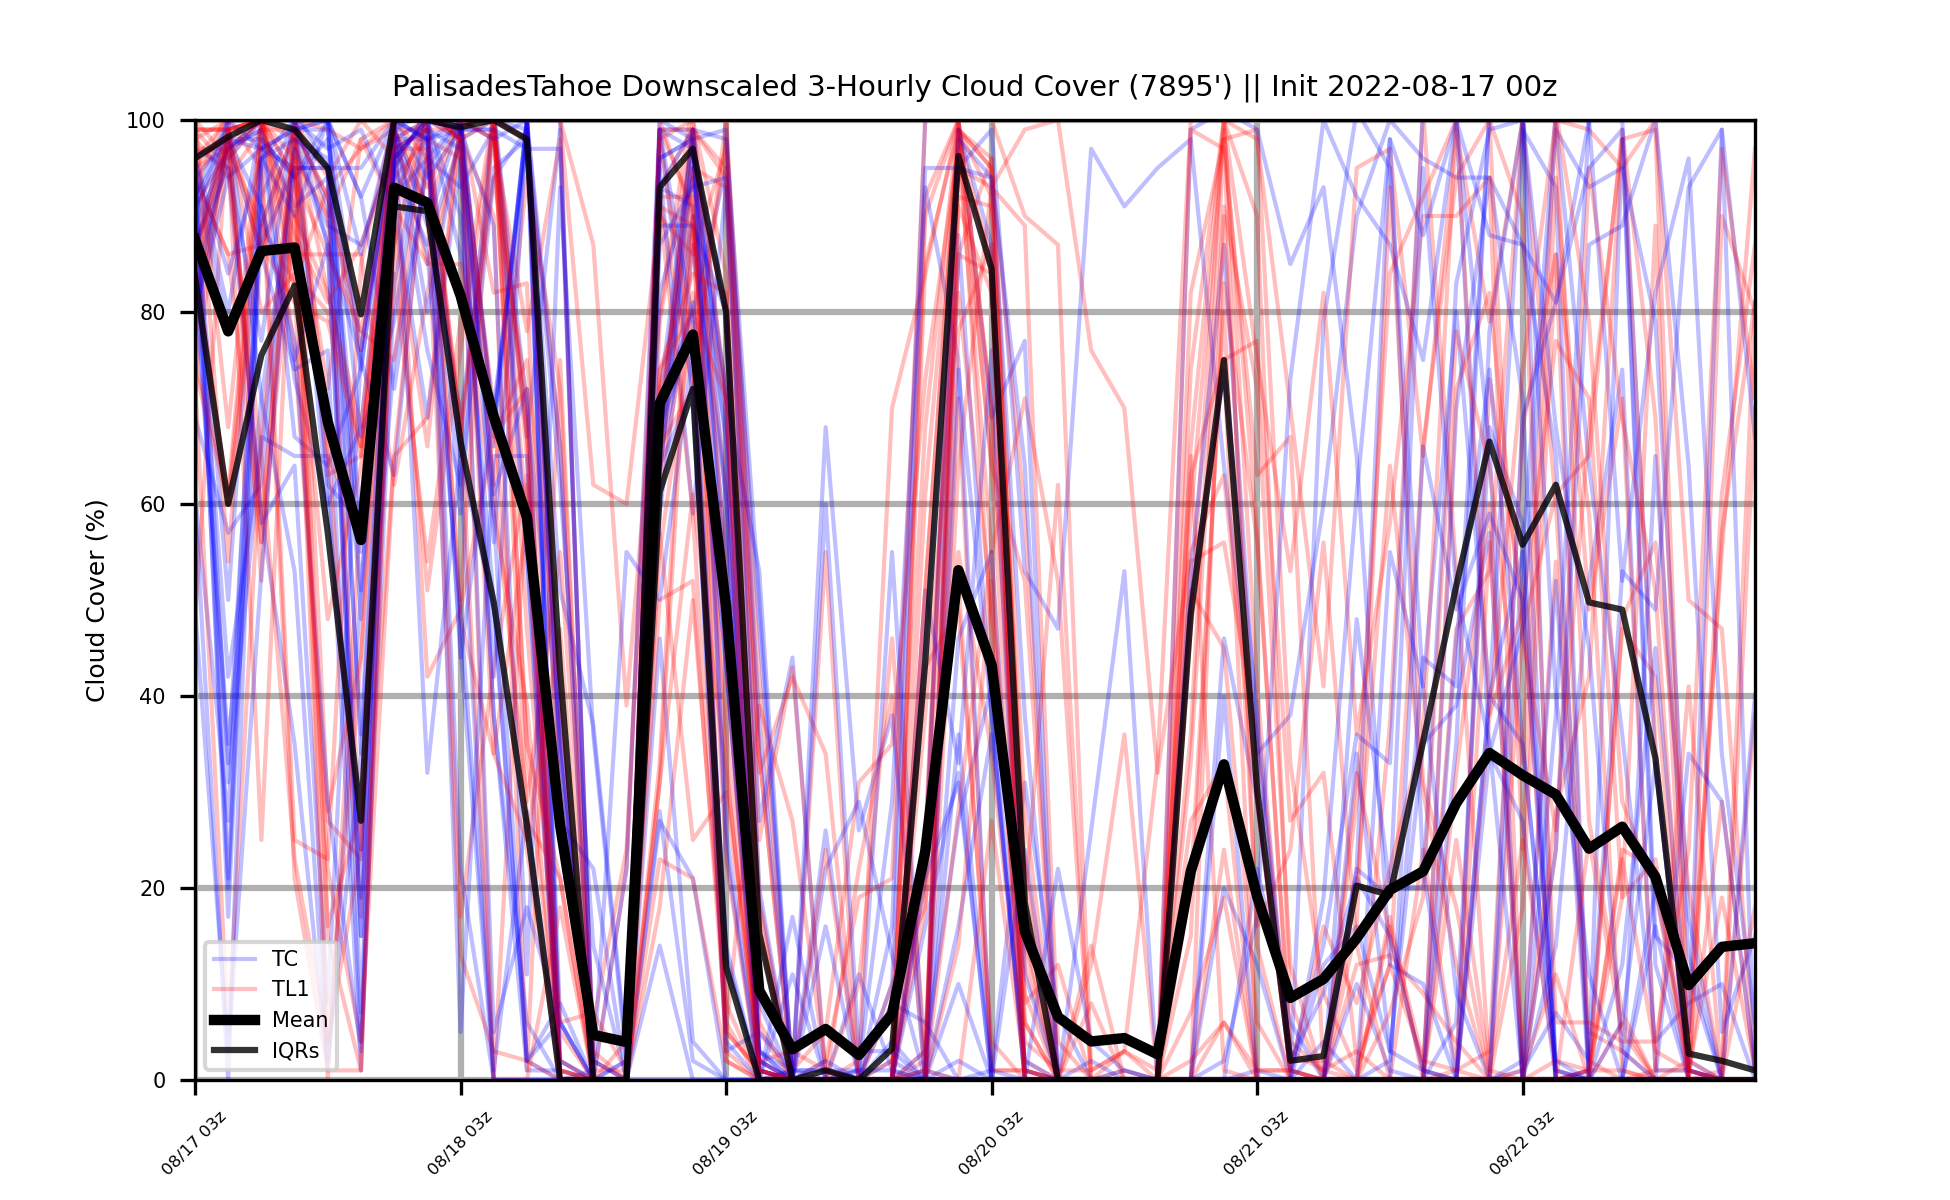 PalisadesTahoe Downscaled 3-Hourly Cloud Cover (7895') || Init 2022-08-17 00z
Cloud Cover (%)
100
80
60
40
20
0
TC
TL1
Mean
IQRs
08/17 03z
08/18 03z
08/19 03z
08/20 03z
08/21 03z
08/22 03z